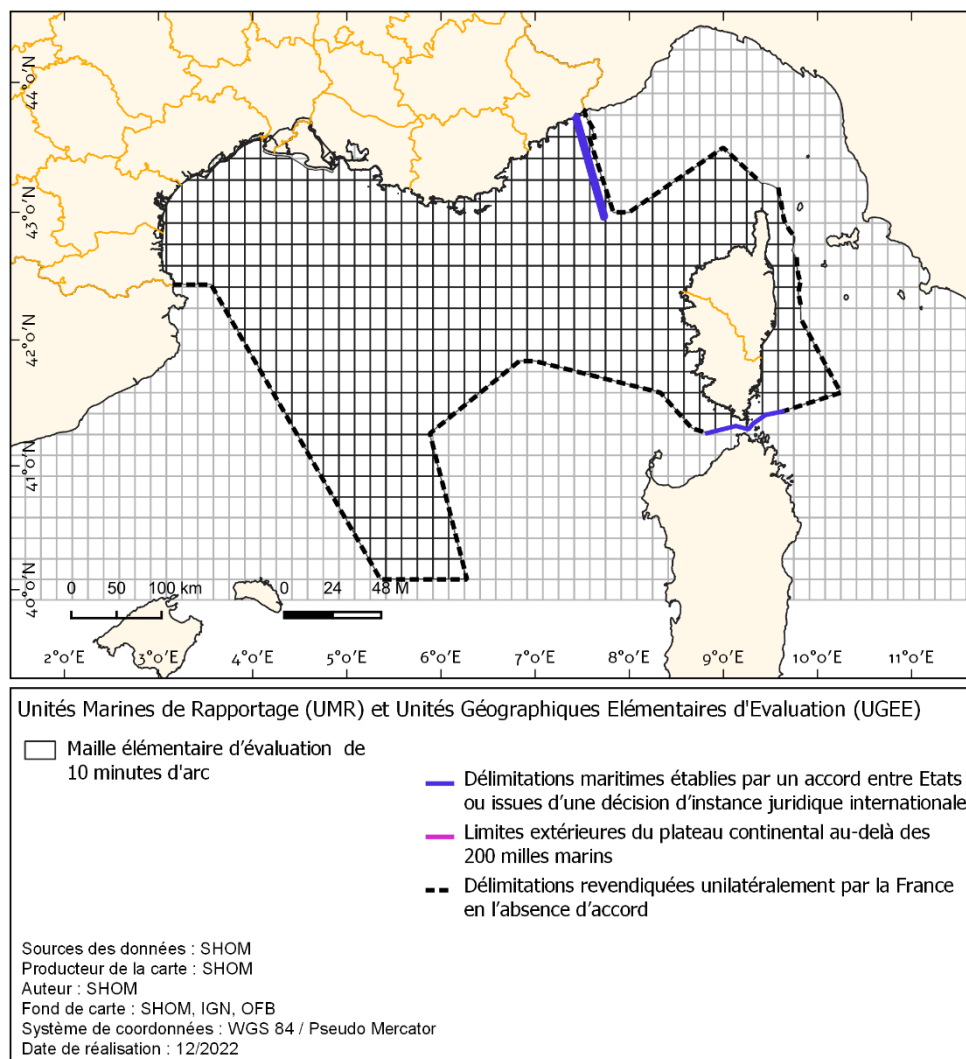 44°0'N
43°0'N
42°0'N
41°0'N
40°0'N
0 50 100 km
0 24 48 M
2°0'E 3°0'E 4°0'E 5°0'E 6°0'E 7°0'E 8°0'E 9°0'E 10°0'E 11°0'E
Unités Marines de Rapportage (UMR) et Unités Géographiques Elémentaires d'Evaluation (UGEE)
Maille élémentaire d'évaluation de
10 minutes d'arc
Délimitations maritimes établies par un accord entre Etats
ou issues d'une décision d'instance juridique internationale
Limites extérieures du plateau continental au-delà des
200 milles marins
Délimitations revendiquées unilatéralement par la France
en l'absence d'accord
Sources des données : SHOM
Producteur de la carte : SHOM
Auteur : SHOM
Fond de carte : SHOM, IGN, OFB
Système de coordonnées : WGS 84 / Pseudo Mercator
Date de réalisation : 12/2022